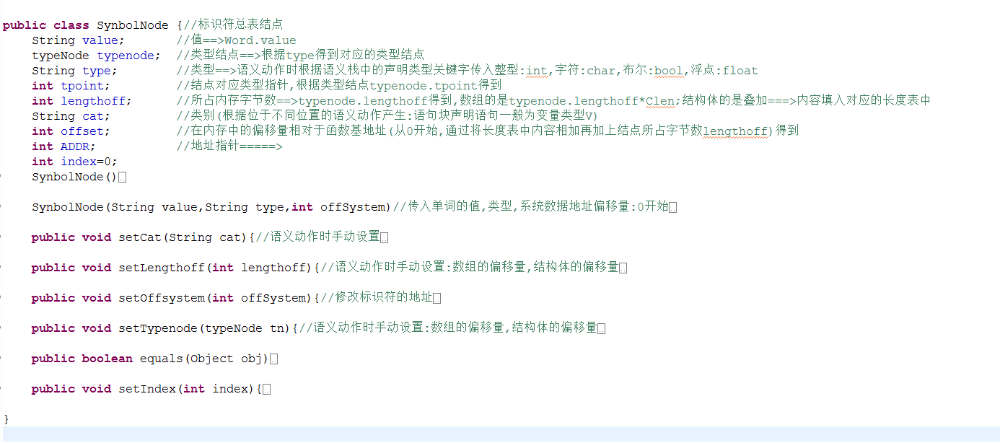 public class SynbolNode {//标识符总表结点
String value; //值==>Word.value
typeNode typenode; //类型结点==>根据type得到对应的类型结点
String type; //类型==>语义动作时根据语义栈中的声明类型关键字传入整型:int,字符:char,布尔:bool,浮点:float
int tpoint; //结点对应类型指针,根据类型结点typenode.tpoint得到
int lengthoff; //所占内存字节数==>typenode.lengthoff得到,数组的是typenode.lengthoff*Clen;结构体的是叠加===>内容填入对应的长度表中
String cat; //类别(根据位于不同位置的语义动作产生:语句块声明语句一般为变量类型V)
int offset; //在内存中的偏移量相对于函数基地址(从0开始,通过将长度表中内容相加再加上结点所占字节数lengthoff)得到
int ADDR; //地址指针=====>
int index=0;
SynbolNode()
SynbolNode(String value,String type,int offSystem)//传入单词的值,类型,系统数据地址偏移量:0开始
public void setCat(String cat){//语义动作时手动设置
public void setLengthoff(int lengthoff){//语义动作时手动设置:数组的偏移量,结构体的偏移量
public void setOffsystem(int offSystem){//修改标识符的地址
public void setTypenode(typeNode tn){//语义动作时手动设置:数组的偏移量,结构体的偏移量
public boolean equals(Object obj)
public void setIndex(int index){
}